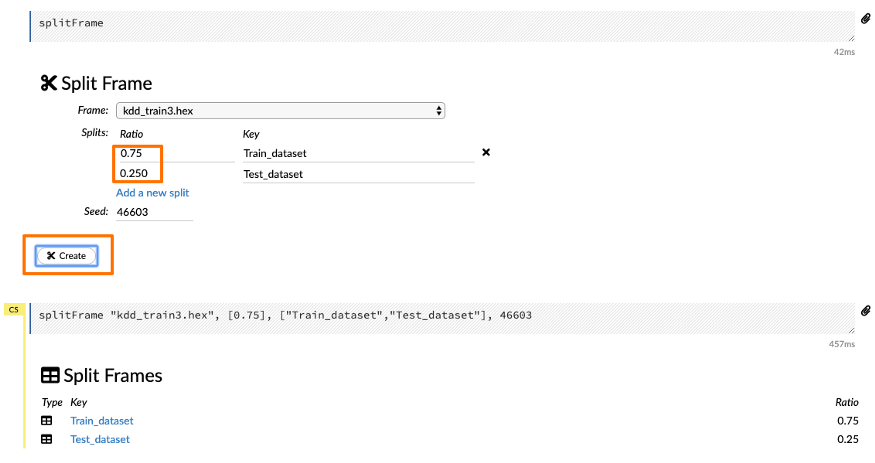 splitFrame
42ms
Split Frame
Frame: kdd_train3.hex
Splits: Ratio Key
0.75 Train_dataset
0.250 Test_dataset
Add a new split
Seed: 46603
Create
CS
splitFrame "kdd_train3.hex", [0.75], ["Train_dataset","Test_dataset"], 46603
457ms
Split Frames
Type Key Ratio
Train_dataset 0.75
Test_dataset 0.25